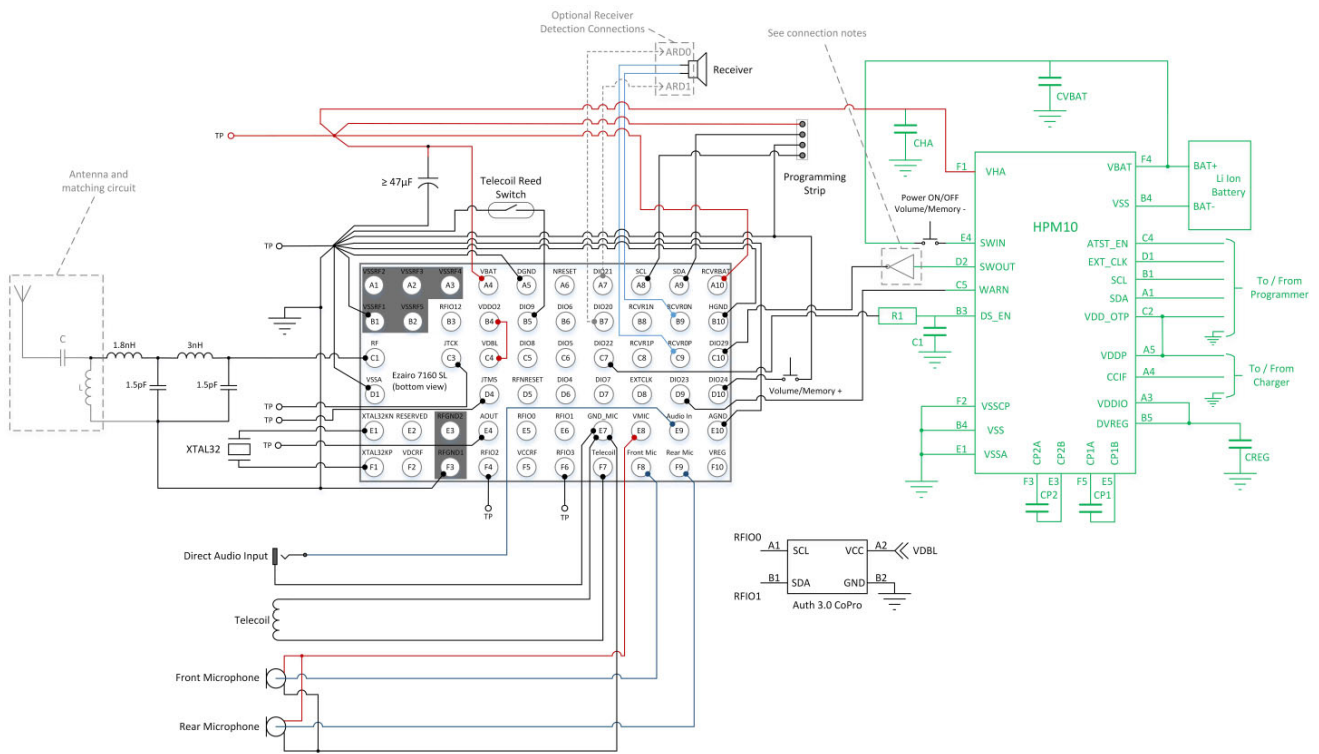 Optional Receiver
Detection Connections
ARD0
Receiver
ARD1
See connection notes
CVBAT
CHA
TP
Antenna and
matching circuit
≥ 47µF
Telecoil Reed
Switch
Programming
Strip
Power ON/OFF
Volume/Memory -
F1 VHA
VBAT F4
BAT+
Li Ion
Battery
BAT-
VSS B4
HPM10
E4 SWIN
D2 SWOUT
C5 WARN
B3 DS_EN
ATST_EN C4
EXT_CLK D1
SCL B1
SDA A1
VDD_OTP C2
To / From
Programmer
VDDP A5
CCIF A4
To / From
Charger
VDDIO A3
DVREG B5
F2 VSSCP
B4 VSS
E1 VSSA
CP2A CP2B CP1A CP1B
F3 E3 F5 E5
CP2 CP1
CREG
R1
C1
TP
VSSRF2 VSSRF3 VSSRF4 VBAT DGND NRESET DIO21 SCL SDA RCVRBAT
A1 A2 A3 A4 A5 A6 A7 A8 A9 A10
VSSRF1 VSSRF5 RFIO12 VDDO2 DIO9 DIO6 DIO20 RCVR1N RCVR0N HGND
B1 B2 B3 B4 B5 B6 B7 B8 B9 B10
RF JTCK VDBL DIO8 DIO5 DIO22 RCVR1P RCVR0P DIO29
C1 C3 C4 C5 C6 C7 C8 C9 C10
Ezairo 7160 SL
(bottom view)
VSSA JTMS RFNRESET DIO4 DIO7 EXTCLK DIO23 DIO24
D1 D4 D5 D6 D7 D8 D9 D10
XTAL32KN RESERVED RFGND2 AOUT RFIO0 RFIO1 GND_MIC VMIC Audio In AGND
E1 E2 E3 E4 E5 E6 E7 E8 E9 E10
XTAL32KP VDCRF RFGND1 RFIO2 VCCRF RFIO3 Telecoil Front Mic Rear Mic VREG
F1 F2 F3 F4 F5 F6 F7 F8 F9 F10
C
L
1.8nH
3nH
1.5pF
1.5pF
Volume/Memory +
TP
TP
TP
XTAL32
TP
TP
Direct Audio Input
Telecoil
Front Microphone
Rear Microphone
RFIO0
A1 SCL
VCC A2
VDBL
B1 SDA
GND B2
RFIO1
Auth 3.0 CoPro